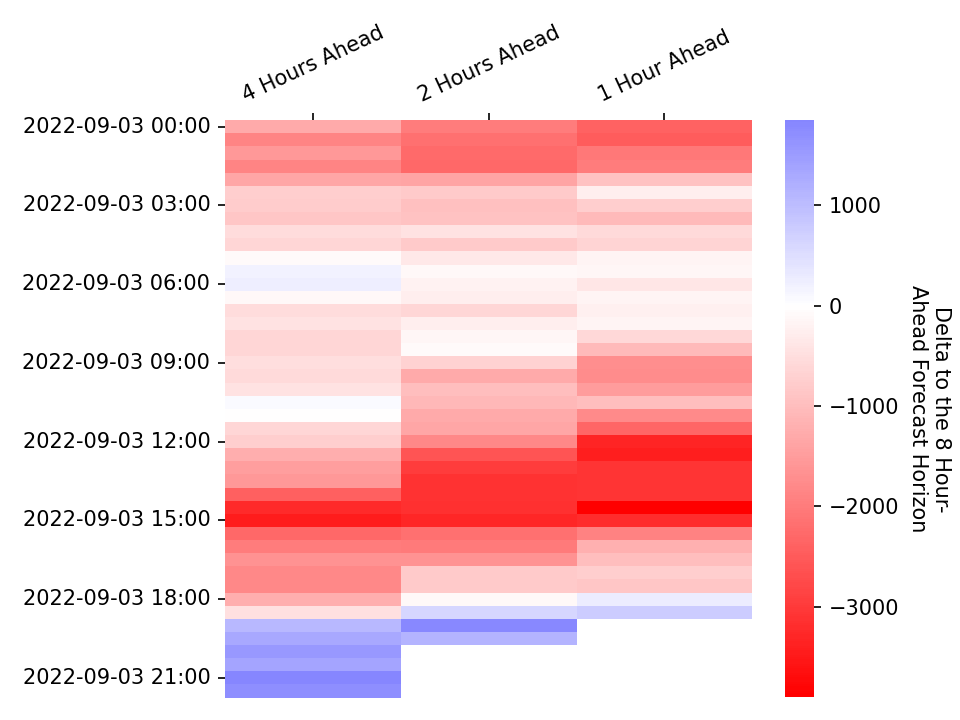 4 Hours Ahead
2 Hours Ahead
1 Hour Ahead
2022-09-03 00:00
2022-09-03 03:00
2022-09-03 06:00
2022-09-03 09:00
2022-09-03 12:00
2022-09-03 15:00
2022-09-03 18:00
2022-09-03 21:00
1000
0
−1000
−2000
−3000
Delta to the 8 Hour-
Ahead Forecast Horizon